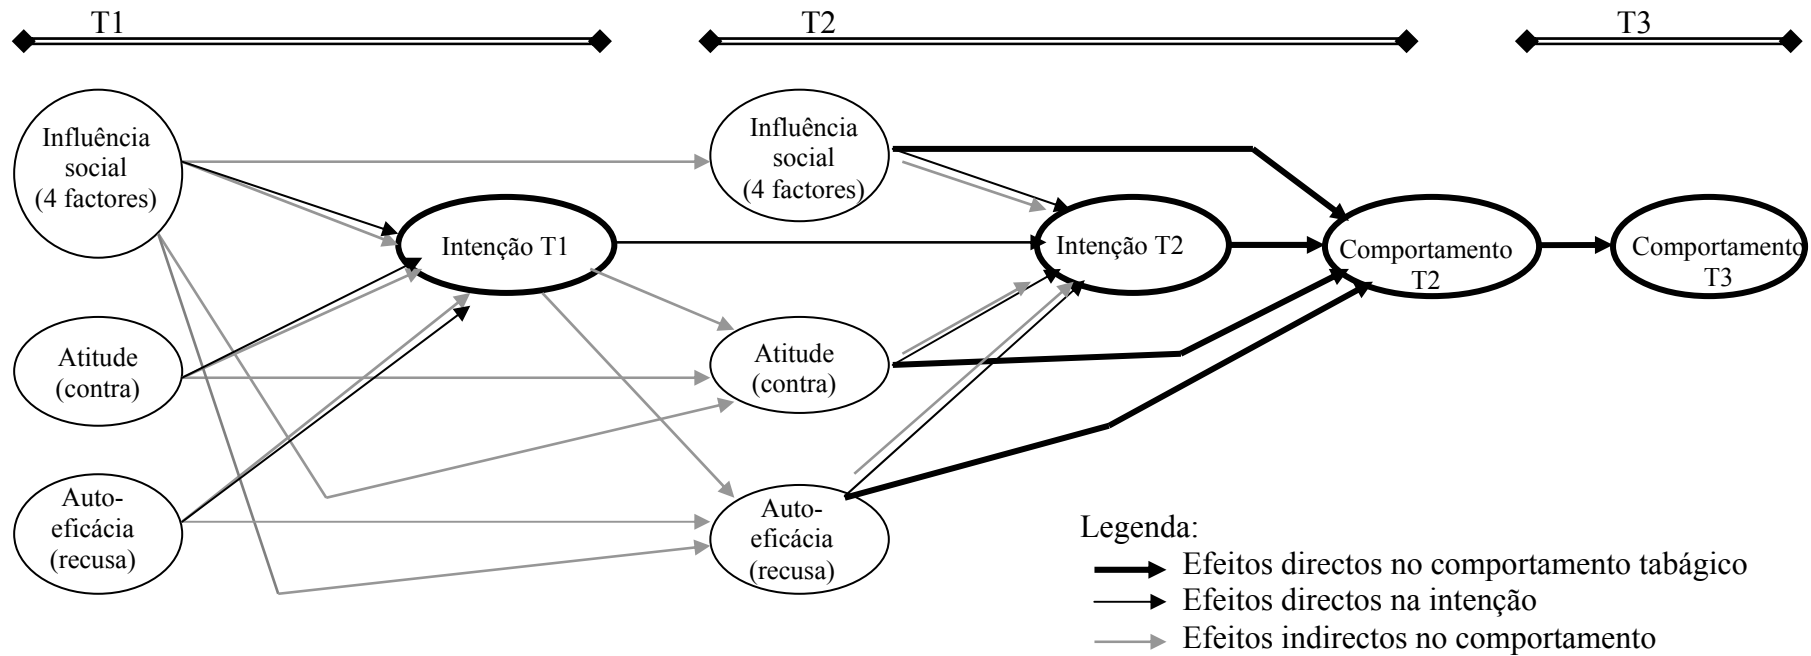 T1
T2
T3
Influência
social
(4 factores)
Influência
social
(4 factores)
Intenção T1
Intenção T2
Comportamento
T2
Comportamento
T3
Atitude
(contra)
Atitude
(contra)
Auto-
eficácia
(recusa)
Auto-
eficácia
(recusa)
Legenda:
Efeitos directos no comportamento tabágico
Efeitos directos na intenção
Efeitos indirectos no comportamento